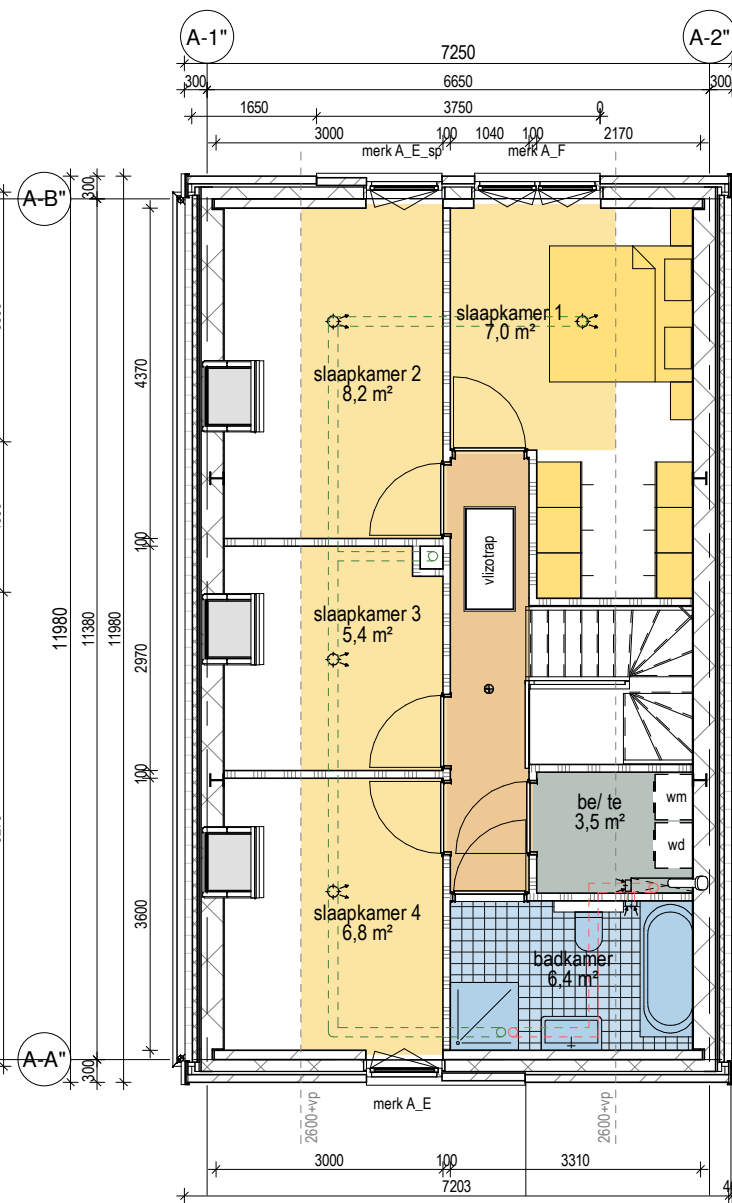 A-1"
A-2"
7250
300
6650
300
1650
3750
0
3000
100
1040
100
2170
merk A_E_sp
merk A_F
A-B"
300
slaapkamer 1
7,0 m²
slaapkamer 2
8,2 m²
4370
vlizotrap
100
slaapkamer 3
5,4 m²
11980
11380
11980
2970
100
be/ te
3,5 m²
wm
wd
slaapkamer 4
6,8 m²
3600
badkamer
6,4 m²
A-A"
300
merk A_E
2600+vp
2600+vp
3000
100
3310
7203